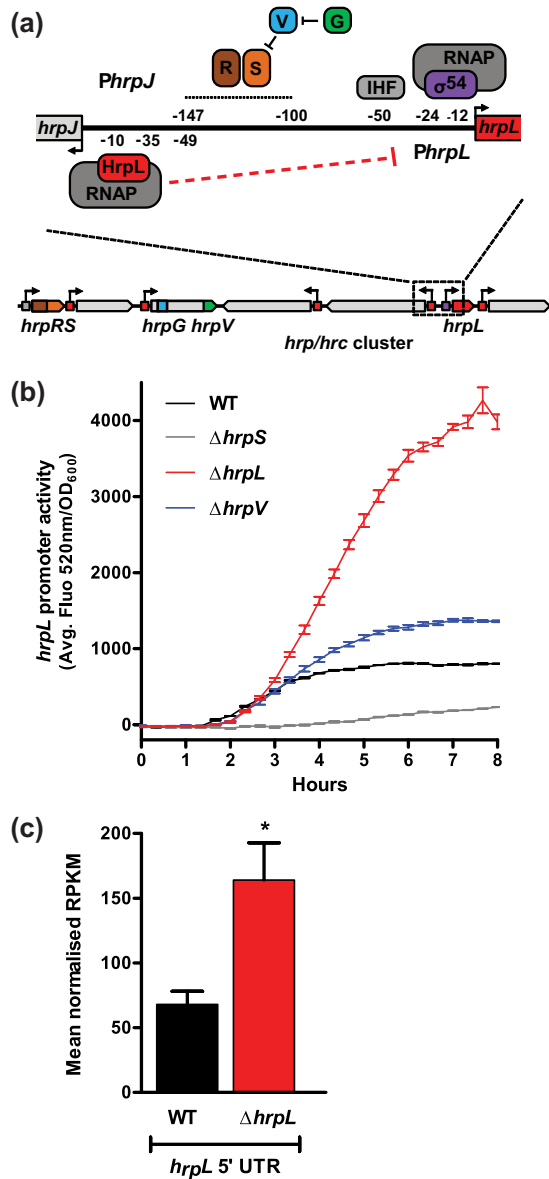 (a)
V G
R S
PhrpJ
IHF
RNAP
σ54
-147 -100 -50 -24 -12
hrpJ
hrpL
-10 -35 -49
PhrpL
HrpL
RNAP
hrpRS hrpG hrpV hrpL
hrp/hrc cluster
(b)
WT
ΔhrpS
ΔhrpL
ΔhrpV
hrpL promoter activity
(Avg. Fluo 520nm/OD600)
4000
3000
2000
1000
0
0 1 2 3 4 5 6 7 8
Hours
(c)
Mean normalised RPKM
200
150
100
50
0
*
WT ΔhrpL
hrpL 5' UTR